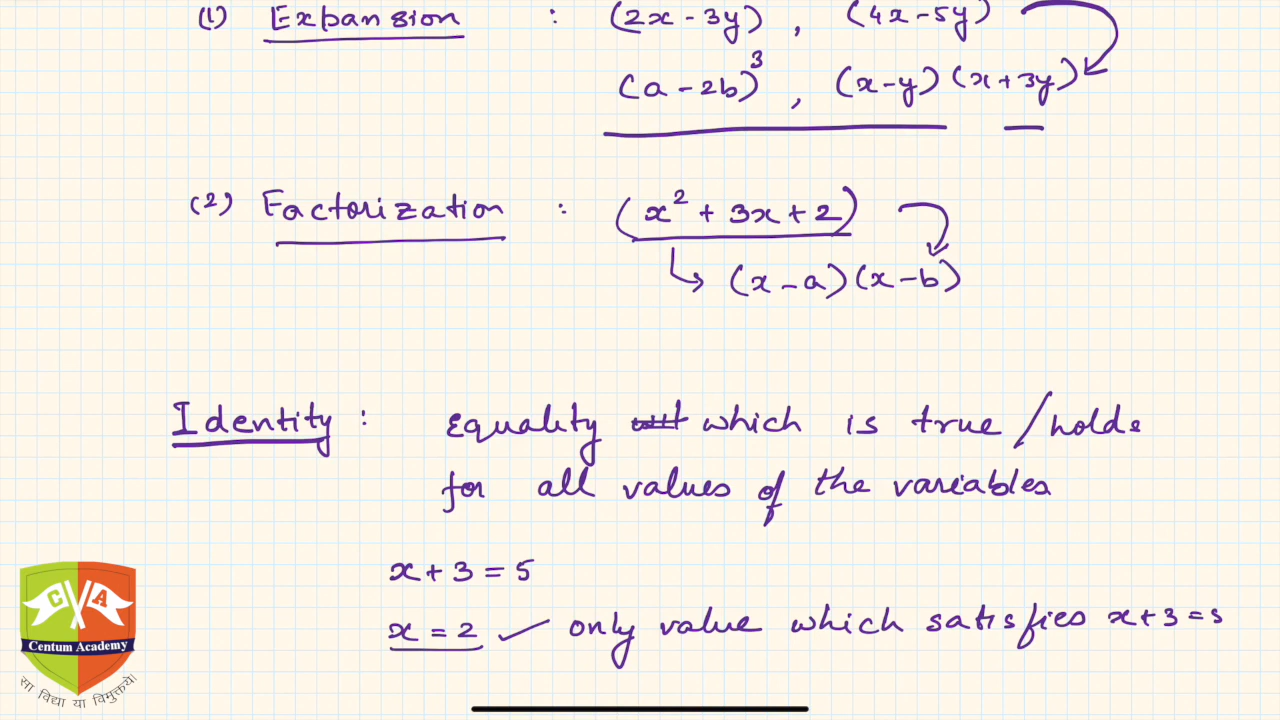 (1) Expansion : (2x - 3y) , (4x - 5y)
(a - 2b)³ , (x - y) (x + 3y)
(2) Factorization : (x² + 3x + 2)
↳ (x - a) (x - b)
Identity : Equality which is true / holds
for all values of the variables
x + 3 = 5
x = 2 ✓ only value which satisfies x + 3 = 5
C A
Centum Academy
सा विद्या या विमुक्तये।